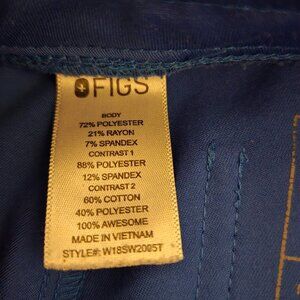 FIGS
BODY
72% POLYESTER
21% RAYON
7% SPANDEX
CONTRAST 1
88% POLYESTER
12% SPANDEX
CONTRAST 2
60% COTTON
40% POLYESTER
100% AWESOME
MADE IN VIETNAM
STYLE#: W18SW2005T